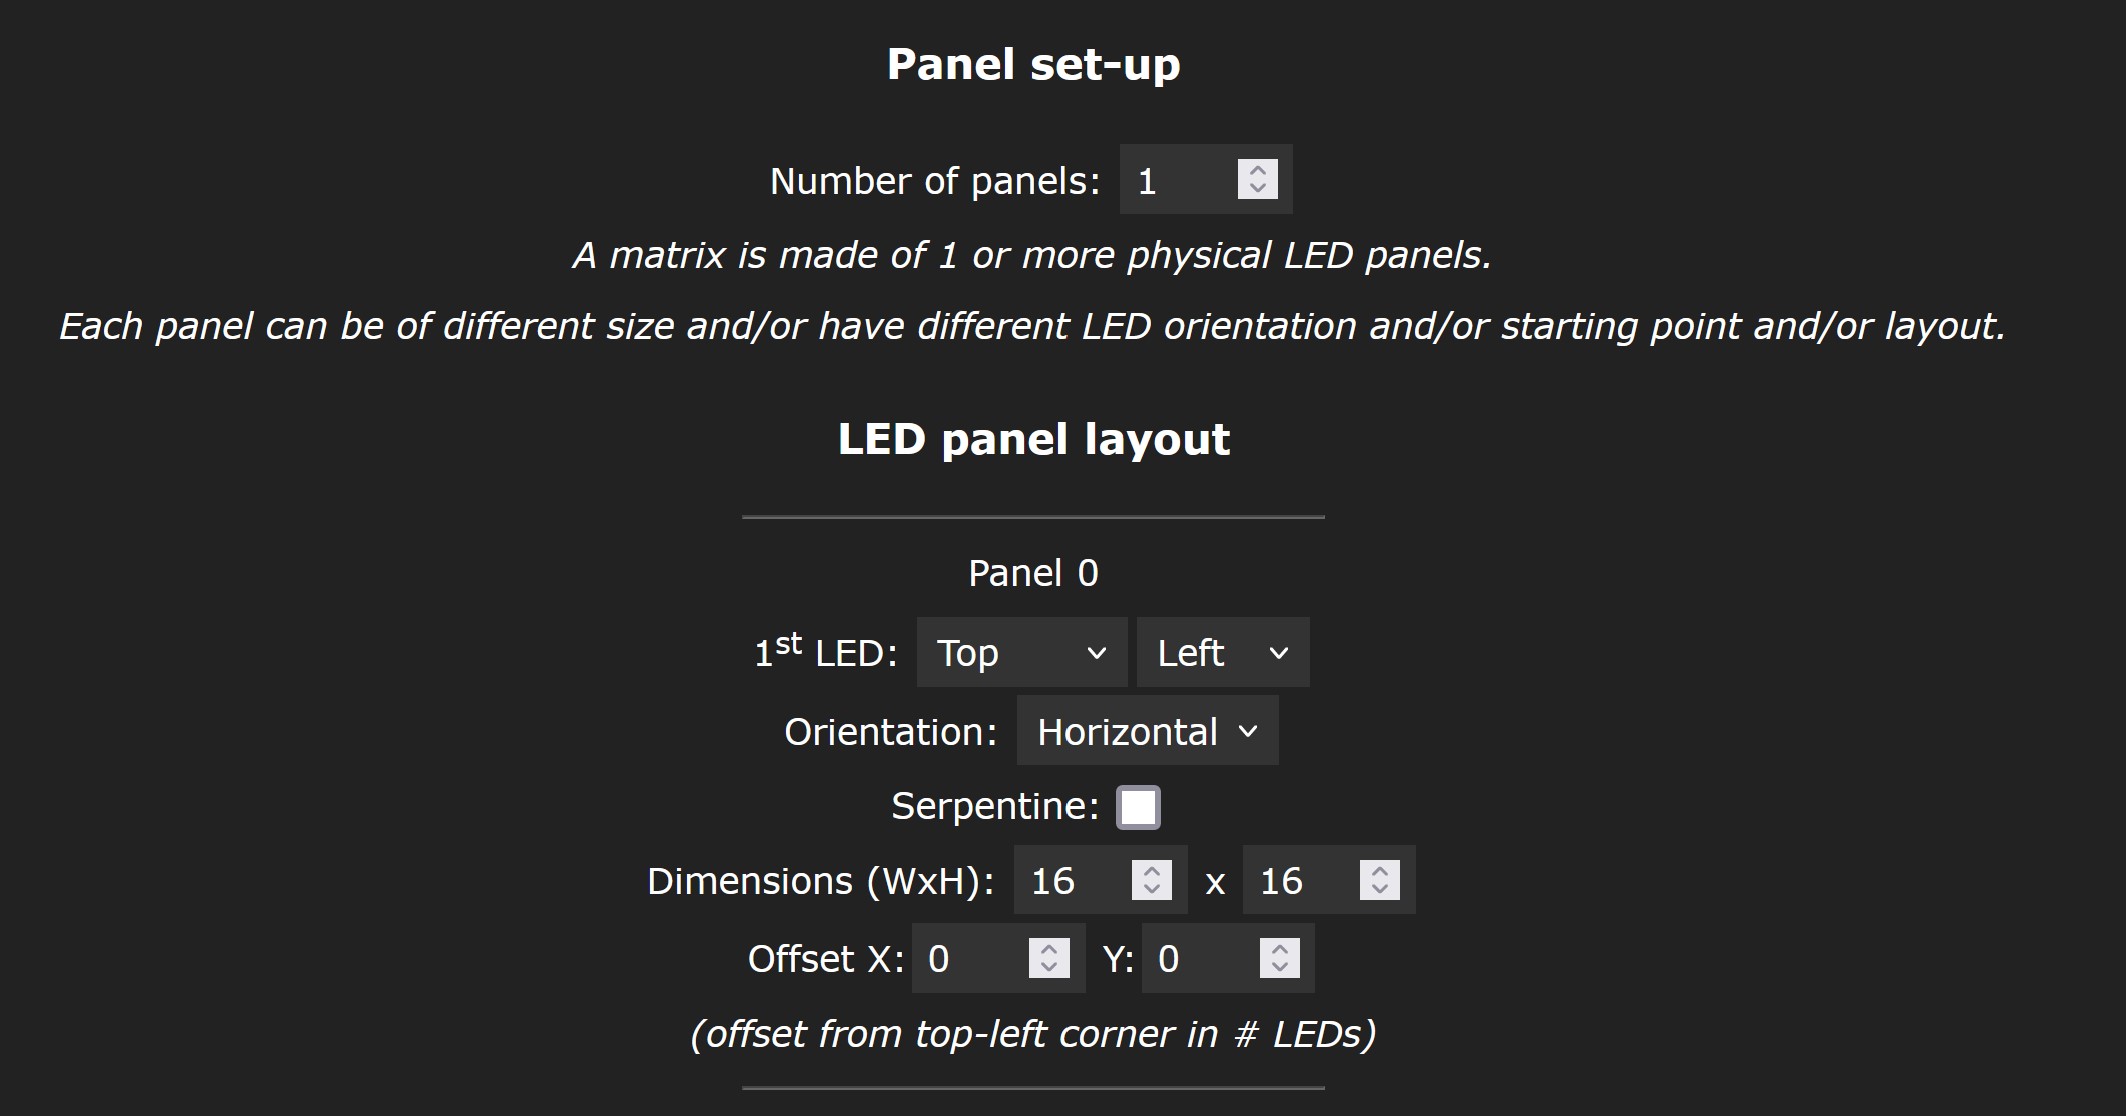 Panel set-up
Number of panels: 1
A matrix is made of 1 or more physical LED panels.
Each panel can be of different size and/or have different LED orientation and/or starting point and/or layout.
LED panel layout
Panel 0
1st LED: Top Left
Orientation: Horizontal
Serpentine:
Dimensions (WxH): 16 x 16
Offset X: 0 Y: 0
(offset from top-left corner in # LEDs)